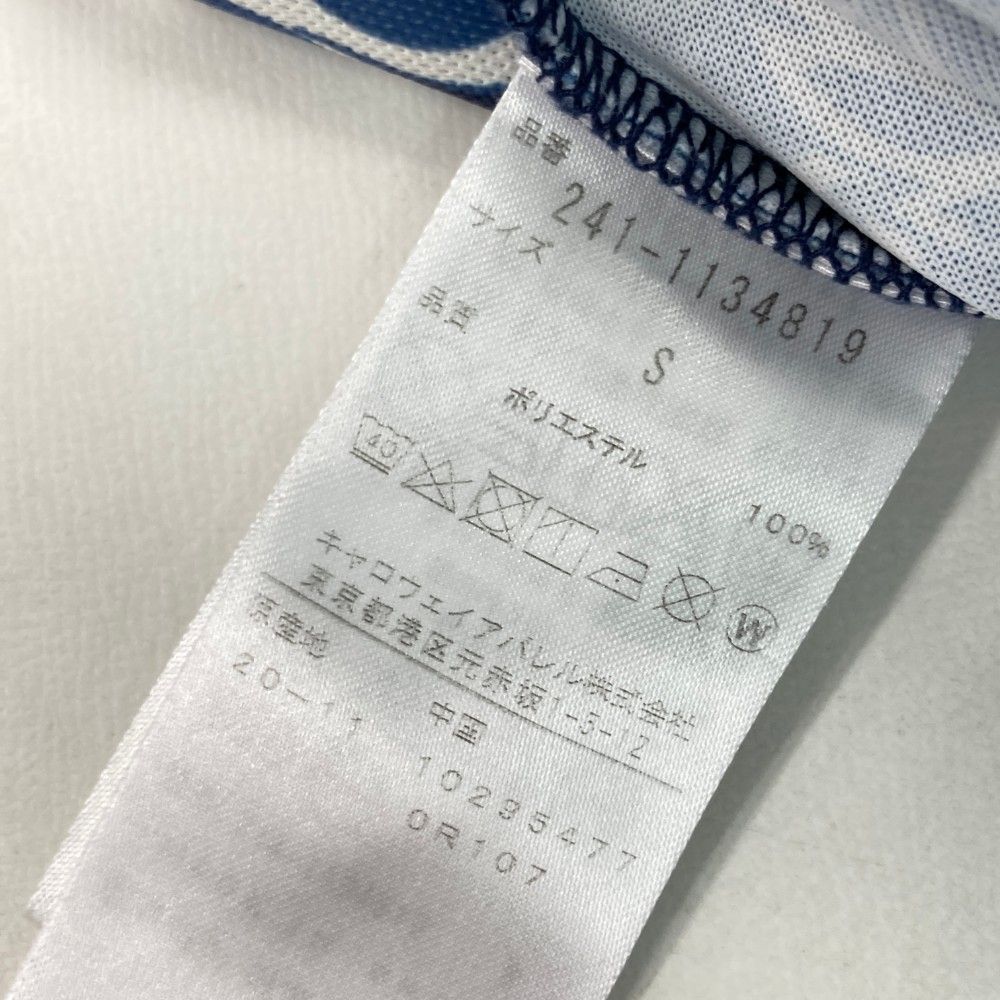 品番
241-1134819
サイズ
S
品質
ポリエステル
100%
40
W
キャロウェイアパレル株式会社
東京都港区元赤坂1-5-12
原産地
中国
20-11
10295477
0R107